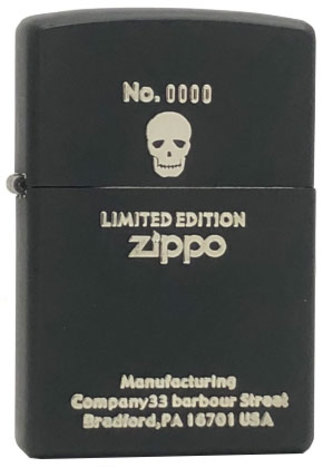 No. 0000
LIMITED EDITION
zippo
Manufacturing
Company33 barbour Street
Bradford,PA 16701 USA